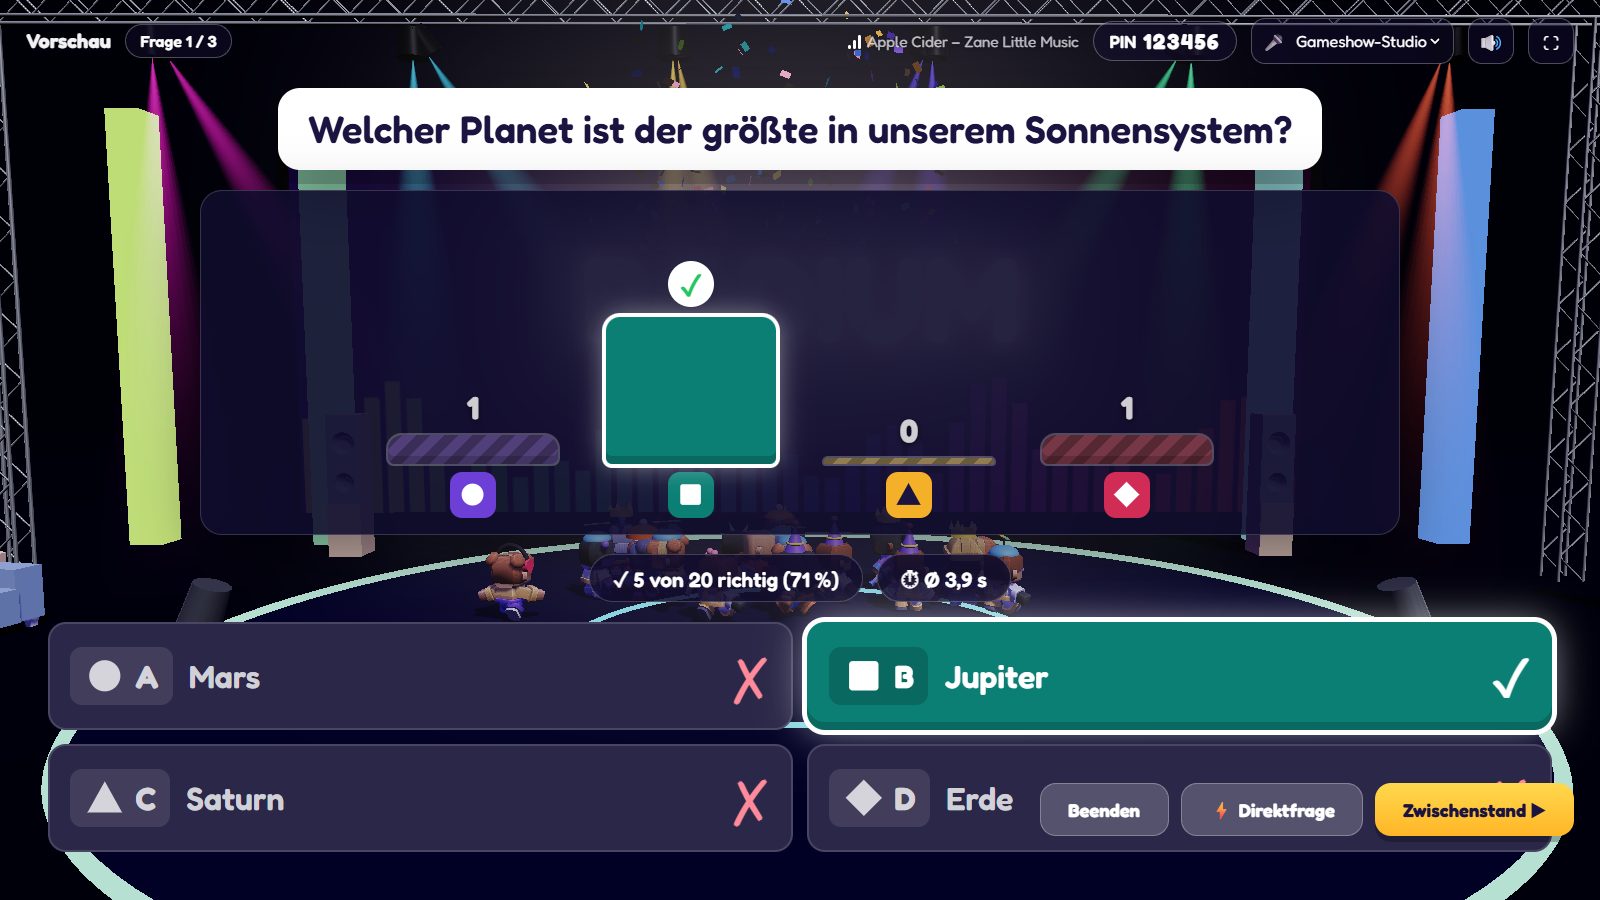 Vorschau
Frage 1 / 3
Apple Cider – Zane Little Music
PIN 123456
Gameshow-Studio
Welcher Planet ist der größte in unserem Sonnensystem?
1
0
1
✓ 5 von 20 richtig (71 %)
Ø 3,9 s
A Mars
B Jupiter
C Saturn
D Erde
Beenden
Direktfrage
Zwischenstand